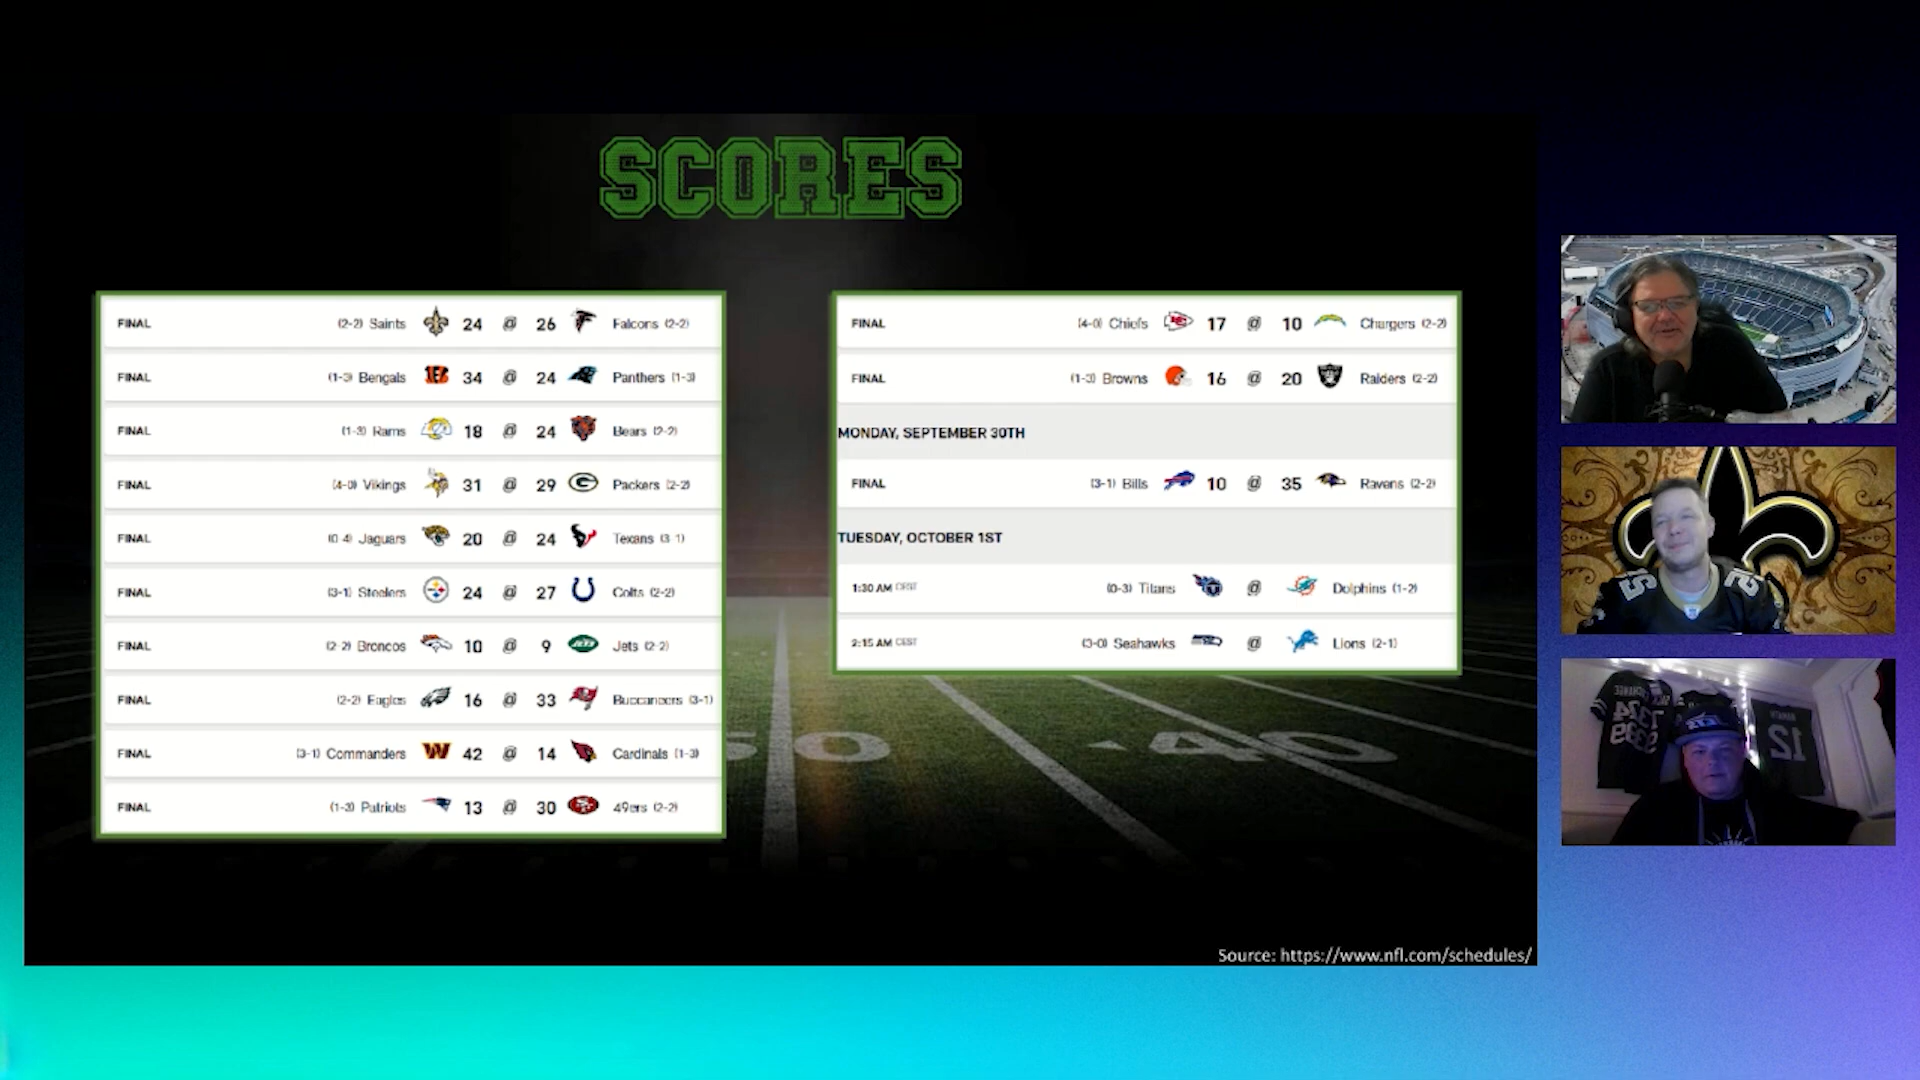 SCORES
FINAL (2-2) Saints 24 @ 26 Falcons (2-2)
FINAL (1-3) Bengals 34 @ 24 Panthers (1-3)
FINAL (1-3) Rams 18 @ 24 Bears (2-2)
FINAL (4-0) Vikings 31 @ 29 Packers (2-2)
FINAL (0-4) Jaguars 20 @ 24 Texans (3-1)
FINAL (3-1) Steelers 24 @ 27 Colts (2-2)
FINAL (2-2) Broncos 10 @ 9 Jets (2-2)
FINAL (2-2) Eagles 16 @ 33 Buccaneers (3-1)
FINAL (3-1) Commanders 42 @ 14 Cardinals (1-3)
FINAL (1-3) Patriots 13 @ 30 49ers (2-2)
FINAL (4-0) Chiefs 17 @ 10 Chargers (2-2)
FINAL (1-3) Browns 16 @ 20 Raiders (2-2)
MONDAY, SEPTEMBER 30TH
FINAL (3-1) Bills 10 @ 35 Ravens (2-2)
TUESDAY, OCTOBER 1ST
1:30 AM CEST (0-3) Titans @ Dolphins (1-2)
2:15 AM CEST (3-0) Seahawks @ Lions (2-1)
50
40
Source: https://www.nfl.com/schedules/